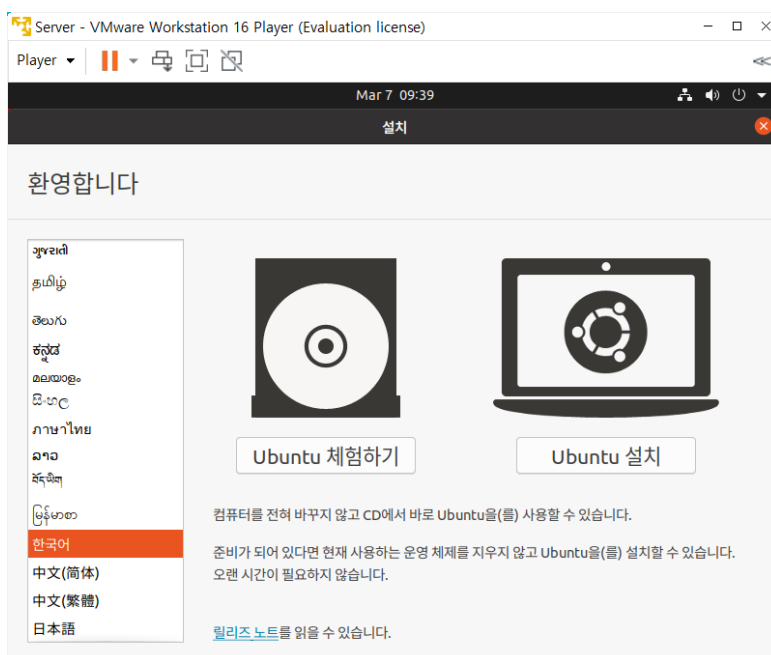 Server - VMware Workstation 16 Player (Evaluation license)
Player
Mar 7 09:39
설치
환영합니다
ગુજરાતી
தமிழ்
తెలుగు
ಕನ್ನಡ
മലയാളം
සිංහල
ภาษาไทย
ລາວ
བོད་ཡིག
မြန်မာစာ
한국어
中文(简体)
中文(繁體)
日本語
Ubuntu 체험하기
Ubuntu 설치
컴퓨터를 전혀 바꾸지 않고 CD에서 바로 Ubuntu을(를) 사용할 수 있습니다.
준비가 되어 있다면 현재 사용하는 운영 체제를 지우지 않고 Ubuntu을(를) 설치할 수 있습니다.
오랜 시간이 필요하지 않습니다.
릴리즈 노트를 읽을 수 있습니다.